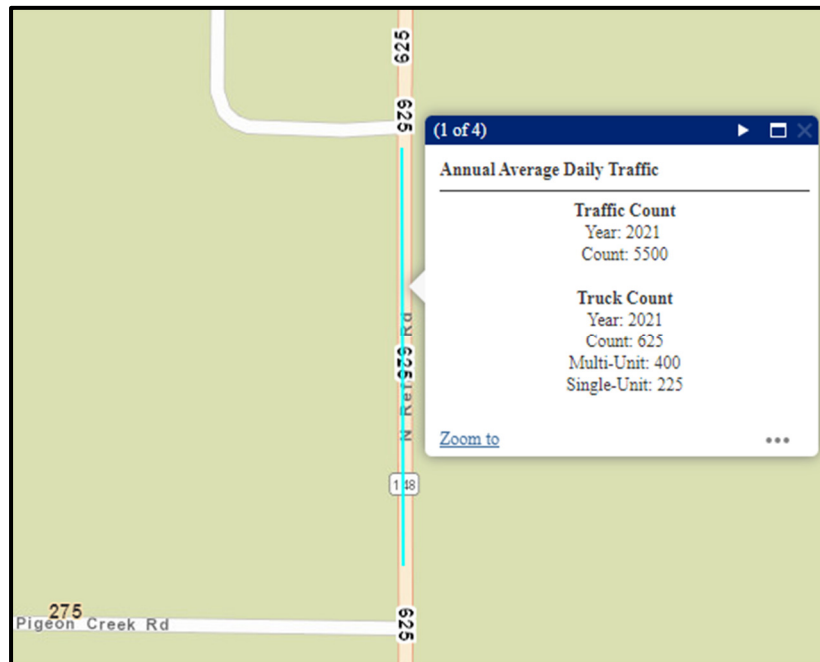 625
625
(1 of 4)
Annual Average Daily Traffic
Traffic Count
Year: 2021
Count: 5500
Truck Count
Year: 2021
Count: 625
Multi-Unit: 400
Single-Unit: 225
Zoom to
N Rd
625
148
275
Pigeon Creek Rd
625